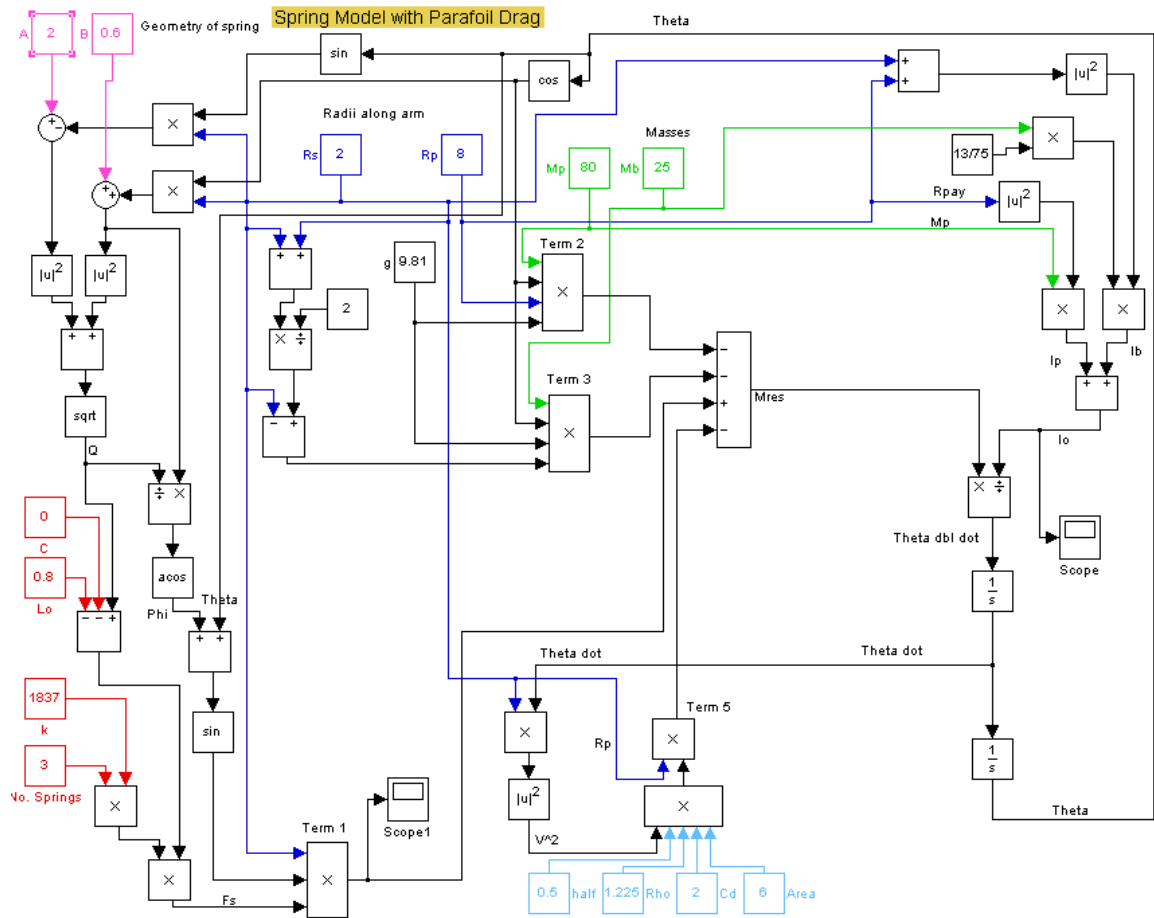 Spring Model with Parafoil Drag
Theta
A
2
B
0.6
Geometry of spring
sin
cos
+
+
|u|²
+
-
×
Radii along arm
Masses
×
13/75
Rs
2
Rp
8
Mp
80
Mb
25
+
+
×
Rpay
|u|²
Mp
|u|²
|u|²
+ +
g
9.81
Term 2
×
2
× ÷
×
×
+ +
Ip
Ib
-
-
+
-
Mres
sqrt
Q
- +
Term 3
×
+ +
Io
÷ ×
× ÷
0
C
0.8
Lo
acos
Phi
Theta
Theta dbl dot
Scope
1
s
- - +
+ +
Theta dot
Theta dot
1837
k
sin
×
Rp
Term 5
×
1
s
3
No. Springs
×
|u|²
×
Scope1
Theta
Term 1
×
V^2
×
Fs
0.5
half
1.225
Rho
2
Cd
6
Area